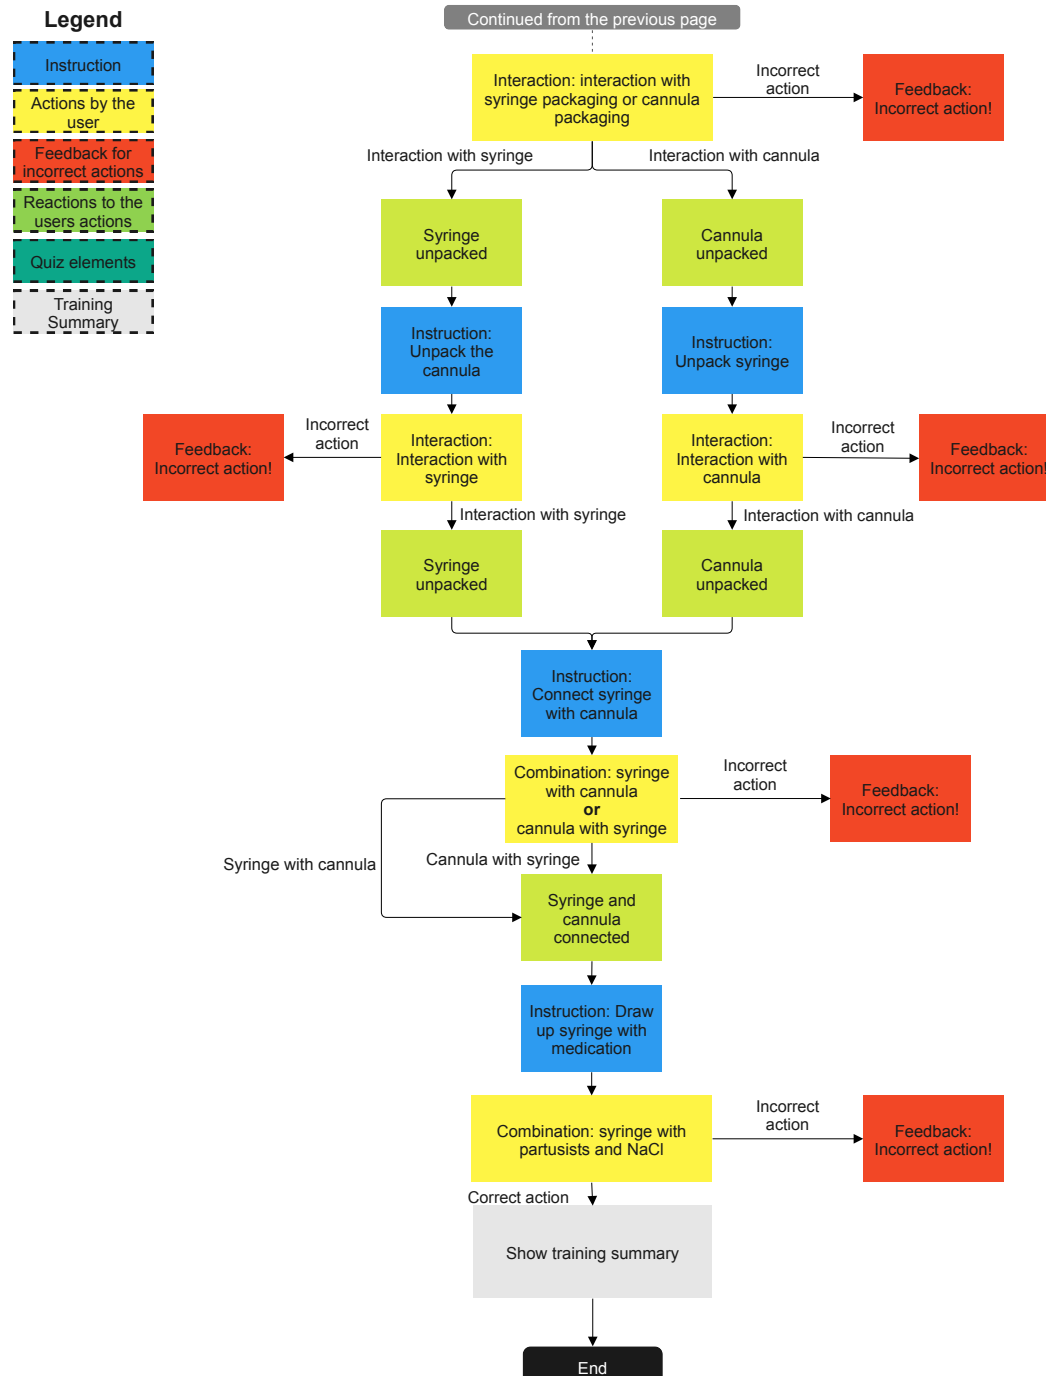 Legend
Instruction
Actions by the
user
Feedback for
incorrect actions
Reactions to the
users actions
Quiz elements
Training
Summary
Continued from the previous page
Interaction: interaction with
syringe packaging or cannula
packaging
Incorrect
action
Feedback:
Incorrect action!
Interaction with syringe
Interaction with cannula
Syringe
unpacked
Cannula
unpacked
Instruction:
Unpack the
cannula
Instruction:
Unpack syringe
Feedback:
Incorrect action!
Incorrect
action
Interaction:
Interaction with
syringe
Interaction:
Interaction with
cannula
Incorrect
action
Feedback:
Incorrect action!
Interaction with syringe
Interaction with cannula
Syringe
unpacked
Cannula
unpacked
Instruction:
Connect syringe
with cannula
Combination: syringe
with cannula
or
cannula with syringe
Incorrect
action
Feedback:
Incorrect action!
Syringe with cannula
Cannula with syringe
Syringe and
cannula
connected
Instruction: Draw
up syringe with
medication
Combination: syringe with
partusists and NaCl
Incorrect
action
Feedback:
Incorrect action!
Correct action
Show training summary
End